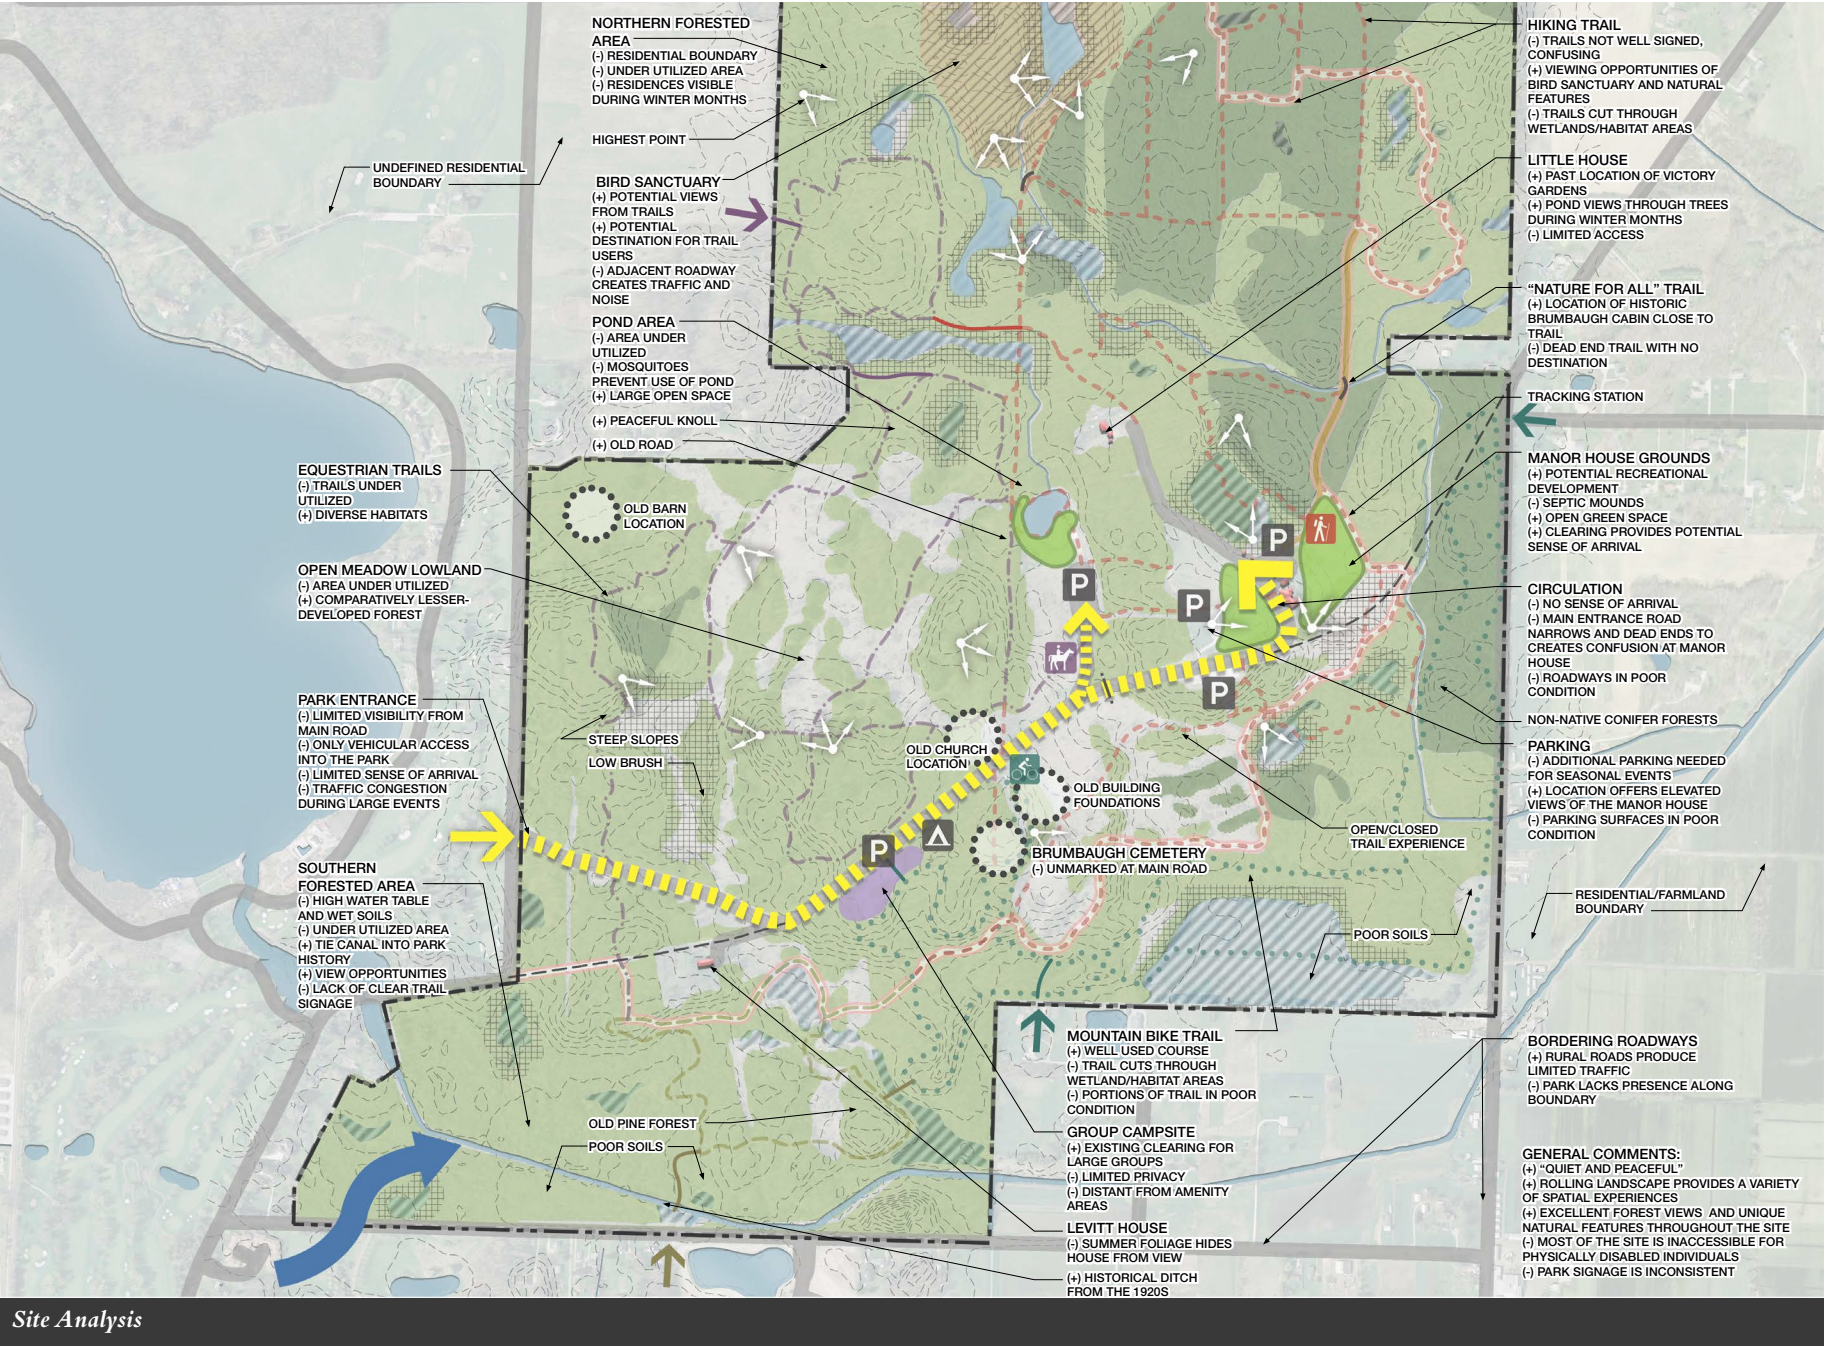 NORTHERN FORESTED
AREA
(-) RESIDENTIAL BOUNDARY
(-) UNDER UTILIZED AREA
(-) RESIDENCES VISIBLE
DURING WINTER MONTHS
HIGHEST POINT
UNDEFINED RESIDENTIAL
BOUNDARY
BIRD SANCTUARY
(+) POTENTIAL VIEWS
FROM TRAILS
(+) POTENTIAL
DESTINATION FOR TRAIL
USERS
(-) ADJACENT ROADWAY
CREATES TRAFFIC AND
NOISE
POND AREA
(-) AREA UNDER
UTILIZED
(-) MOSQUITOES
PREVENT USE OF POND
(+) LARGE OPEN SPACE
(+) PEACEFUL KNOLL
(+) OLD ROAD
EQUESTRIAN TRAILS
(-) TRAILS UNDER
UTILIZED
(+) DIVERSE HABITATS
OLD BARN
LOCATION
OPEN MEADOW LOWLAND
(-) AREA UNDER UTILIZED
(+) COMPARATIVELY LESSER-
DEVELOPED FOREST
PARK ENTRANCE
(-) LIMITED VISIBILITY FROM
MAIN ROAD
(-) ONLY VEHICULAR ACCESS
INTO THE PARK
(-) LIMITED SENSE OF ARRIVAL
(-) TRAFFIC CONGESTION
DURING LARGE EVENTS
STEEP SLOPES
LOW BRUSH
SOUTHERN
FORESTED AREA
(-) HIGH WATER TABLE
AND WET SOILS
(-) UNDER UTILIZED AREA
(+) TIE CANAL INTO PARK
HISTORY
(+) VIEW OPPORTUNITIES
(-) LACK OF CLEAR TRAIL
SIGNAGE
OLD PINE FOREST
POOR SOILS
P
P
P
P
P
OLD CHURCH
LOCATION
OLD BUILDING
FOUNDATIONS
BRUMBAUGH CEMETERY
(-) UNMARKED AT MAIN ROAD
OPEN/CLOSED
TRAIL EXPERIENCE
POOR SOILS
MOUNTAIN BIKE TRAIL
(+) WELL USED COURSE
(-) TRAIL CUTS THROUGH
WETLAND/HABITAT AREAS
(-) PORTIONS OF TRAIL IN POOR
CONDITION
GROUP CAMPSITE
(+) EXISTING CLEARING FOR
LARGE GROUPS
(-) LIMITED PRIVACY
(-) DISTANT FROM AMENITY
AREAS
LEVITT HOUSE
(-) SUMMER FOLIAGE HIDES
HOUSE FROM VIEW
(+) HISTORICAL DITCH
FROM THE 1920S
HIKING TRAIL
(-) TRAILS NOT WELL SIGNED,
CONFUSING
(+) VIEWING OPPORTUNITIES OF
BIRD SANCTUARY AND NATURAL
FEATURES
(-) TRAILS CUT THROUGH
WETLANDS/HABITAT AREAS
LITTLE HOUSE
(+) PAST LOCATION OF VICTORY
GARDENS
(+) POND VIEWS THROUGH TREES
DURING WINTER MONTHS
(-) LIMITED ACCESS
“NATURE FOR ALL” TRAIL
(+) LOCATION OF HISTORIC
BRUMBAUGH CABIN CLOSE TO
TRAIL
(-) DEAD END TRAIL WITH NO
DESTINATION
TRACKING STATION
MANOR HOUSE GROUNDS
(+) POTENTIAL RECREATIONAL
DEVELOPMENT
(-) SEPTIC MOUNDS
(+) OPEN GREEN SPACE
(+) CLEARING PROVIDES POTENTIAL
SENSE OF ARRIVAL
CIRCULATION
(-) NO SENSE OF ARRIVAL
(-) MAIN ENTRANCE ROAD
NARROWS AND DEAD ENDS TO
CREATES CONFUSION AT MANOR
HOUSE
(-) ROADWAYS IN POOR
CONDITION
NON-NATIVE CONIFER FORESTS
PARKING
(-) ADDITIONAL PARKING NEEDED
FOR SEASONAL EVENTS
(+) LOCATION OFFERS ELEVATED
VIEWS OF THE MANOR HOUSE
(-) PARKING SURFACES IN POOR
CONDITION
RESIDENTIAL/FARMLAND
BOUNDARY
BORDERING ROADWAYS
(+) RURAL ROADS PRODUCE
LIMITED TRAFFIC
(-) PARK LACKS PRESENCE ALONG
BOUNDARY
GENERAL COMMENTS:
(+) “QUIET AND PEACEFUL”
(+) ROLLING LANDSCAPE PROVIDES A VARIETY
OF SPATIAL EXPERIENCES
(+) EXCELLENT FOREST VIEWS AND UNIQUE
NATURAL FEATURES THROUGHOUT THE SITE
(-) MOST OF THE SITE IS INACCESSIBLE FOR
PHYSICALLY DISABLED INDIVIDUALS
(-) PARK SIGNAGE IS INCONSISTENT
Site Analysis